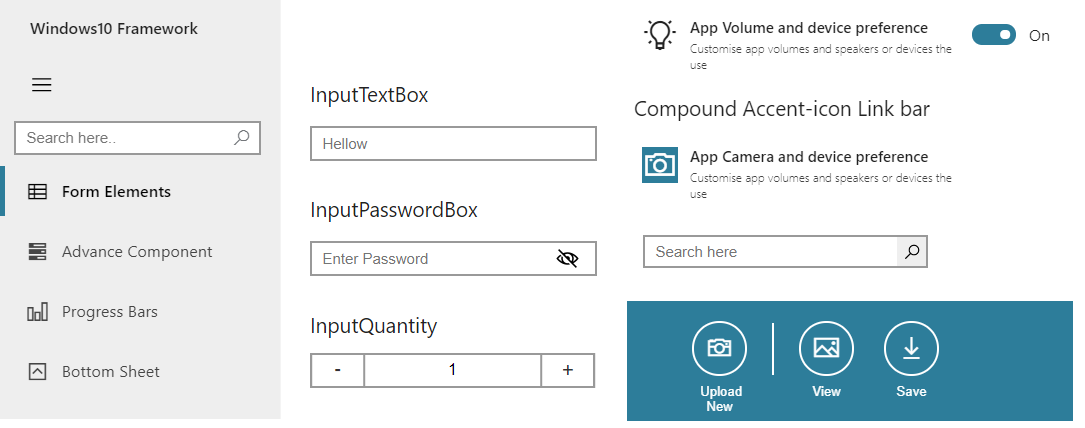 Windows10 Framework
Search here..
Form Elements
Advance Component
Progress Bars
Bottom Sheet
InputTextBox
Hellow
InputPasswordBox
Enter Password
InputQuantity
- 1 +
App Volume and device preference
Customise app volumes and speakers or devices the
use
On
Compound Accent-icon Link bar
App Camera and device preference
Customise app volumes and speakers or devices the
use
Search here
Upload
New
View
Save